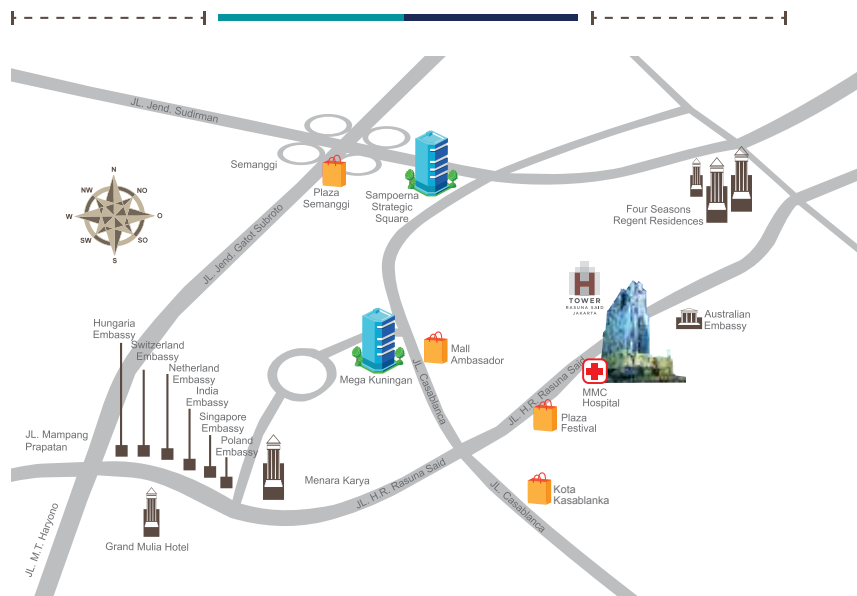 JL. Jend. Sudirman
Semanggi
Plaza
Semanggi
Sampoerna
Strategic
Square
N
NW
NO
W
O
SW
SO
S
JL. Jend. Gatot Subroto
Four Seasons
Regent Residences
H
TOWER
RASUNA SAID
JAKARTA
Australian
Embassy
Hungaria
Embassy
Switzerland
Embassy
Netherland
Embassy
India
Embassy
Singapore
Embassy
Poland
Embassy
Mega Kuningan
Mall
Ambasador
JL. Casablanca
JL. H.R. Rasuna Said
MMC
Hospital
Plaza
Festival
JL. Mampang
Prapatan
Menara Karya
JL. H.R. Rasuna Said
JL. Casablanca
Kota
Kasablanka
JL. M.T. Haryono
Grand Mulia Hotel